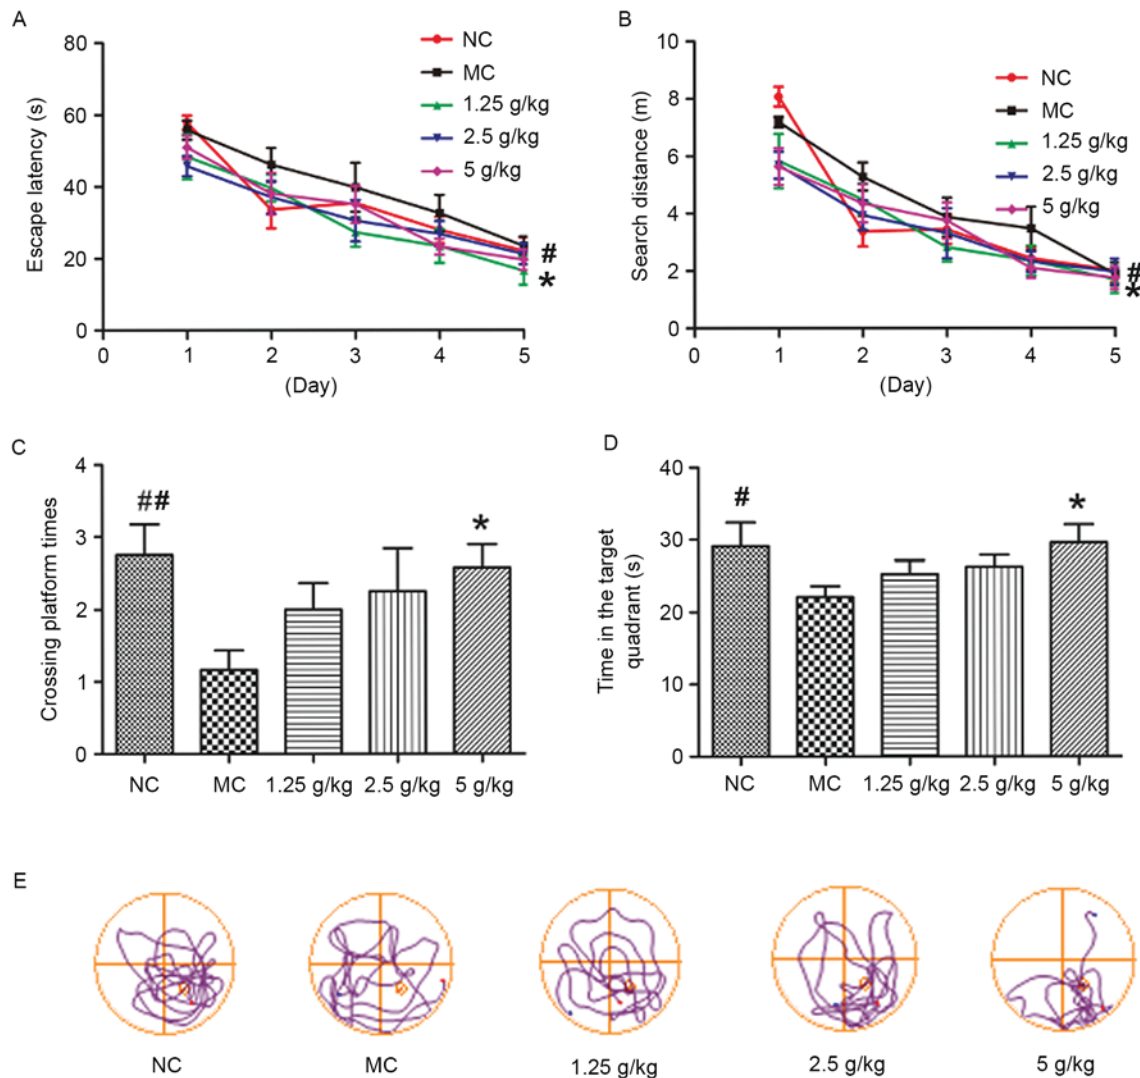 A
Escape latency (s)
80
60
40
20
0
0 1 2 3 4 5
(Day)
NC
MC
1.25 g/kg
2.5 g/kg
5 g/kg
#
*
B
Search distance (m)
10
8
6
4
2
0
0 1 2 3 4 5
(Day)
NC
MC
1.25 g/kg
2.5 g/kg
5 g/kg
#
*
C
Crossing platform times
4
3
2
1
0
##
*
NC MC 1.25 g/kg 2.5 g/kg 5 g/kg
D
Time in the target
quadrant (s)
40
30
20
10
0
#
*
NC MC 1.25 g/kg 2.5 g/kg 5 g/kg
E
NC MC 1.25 g/kg 2.5 g/kg 5 g/kg